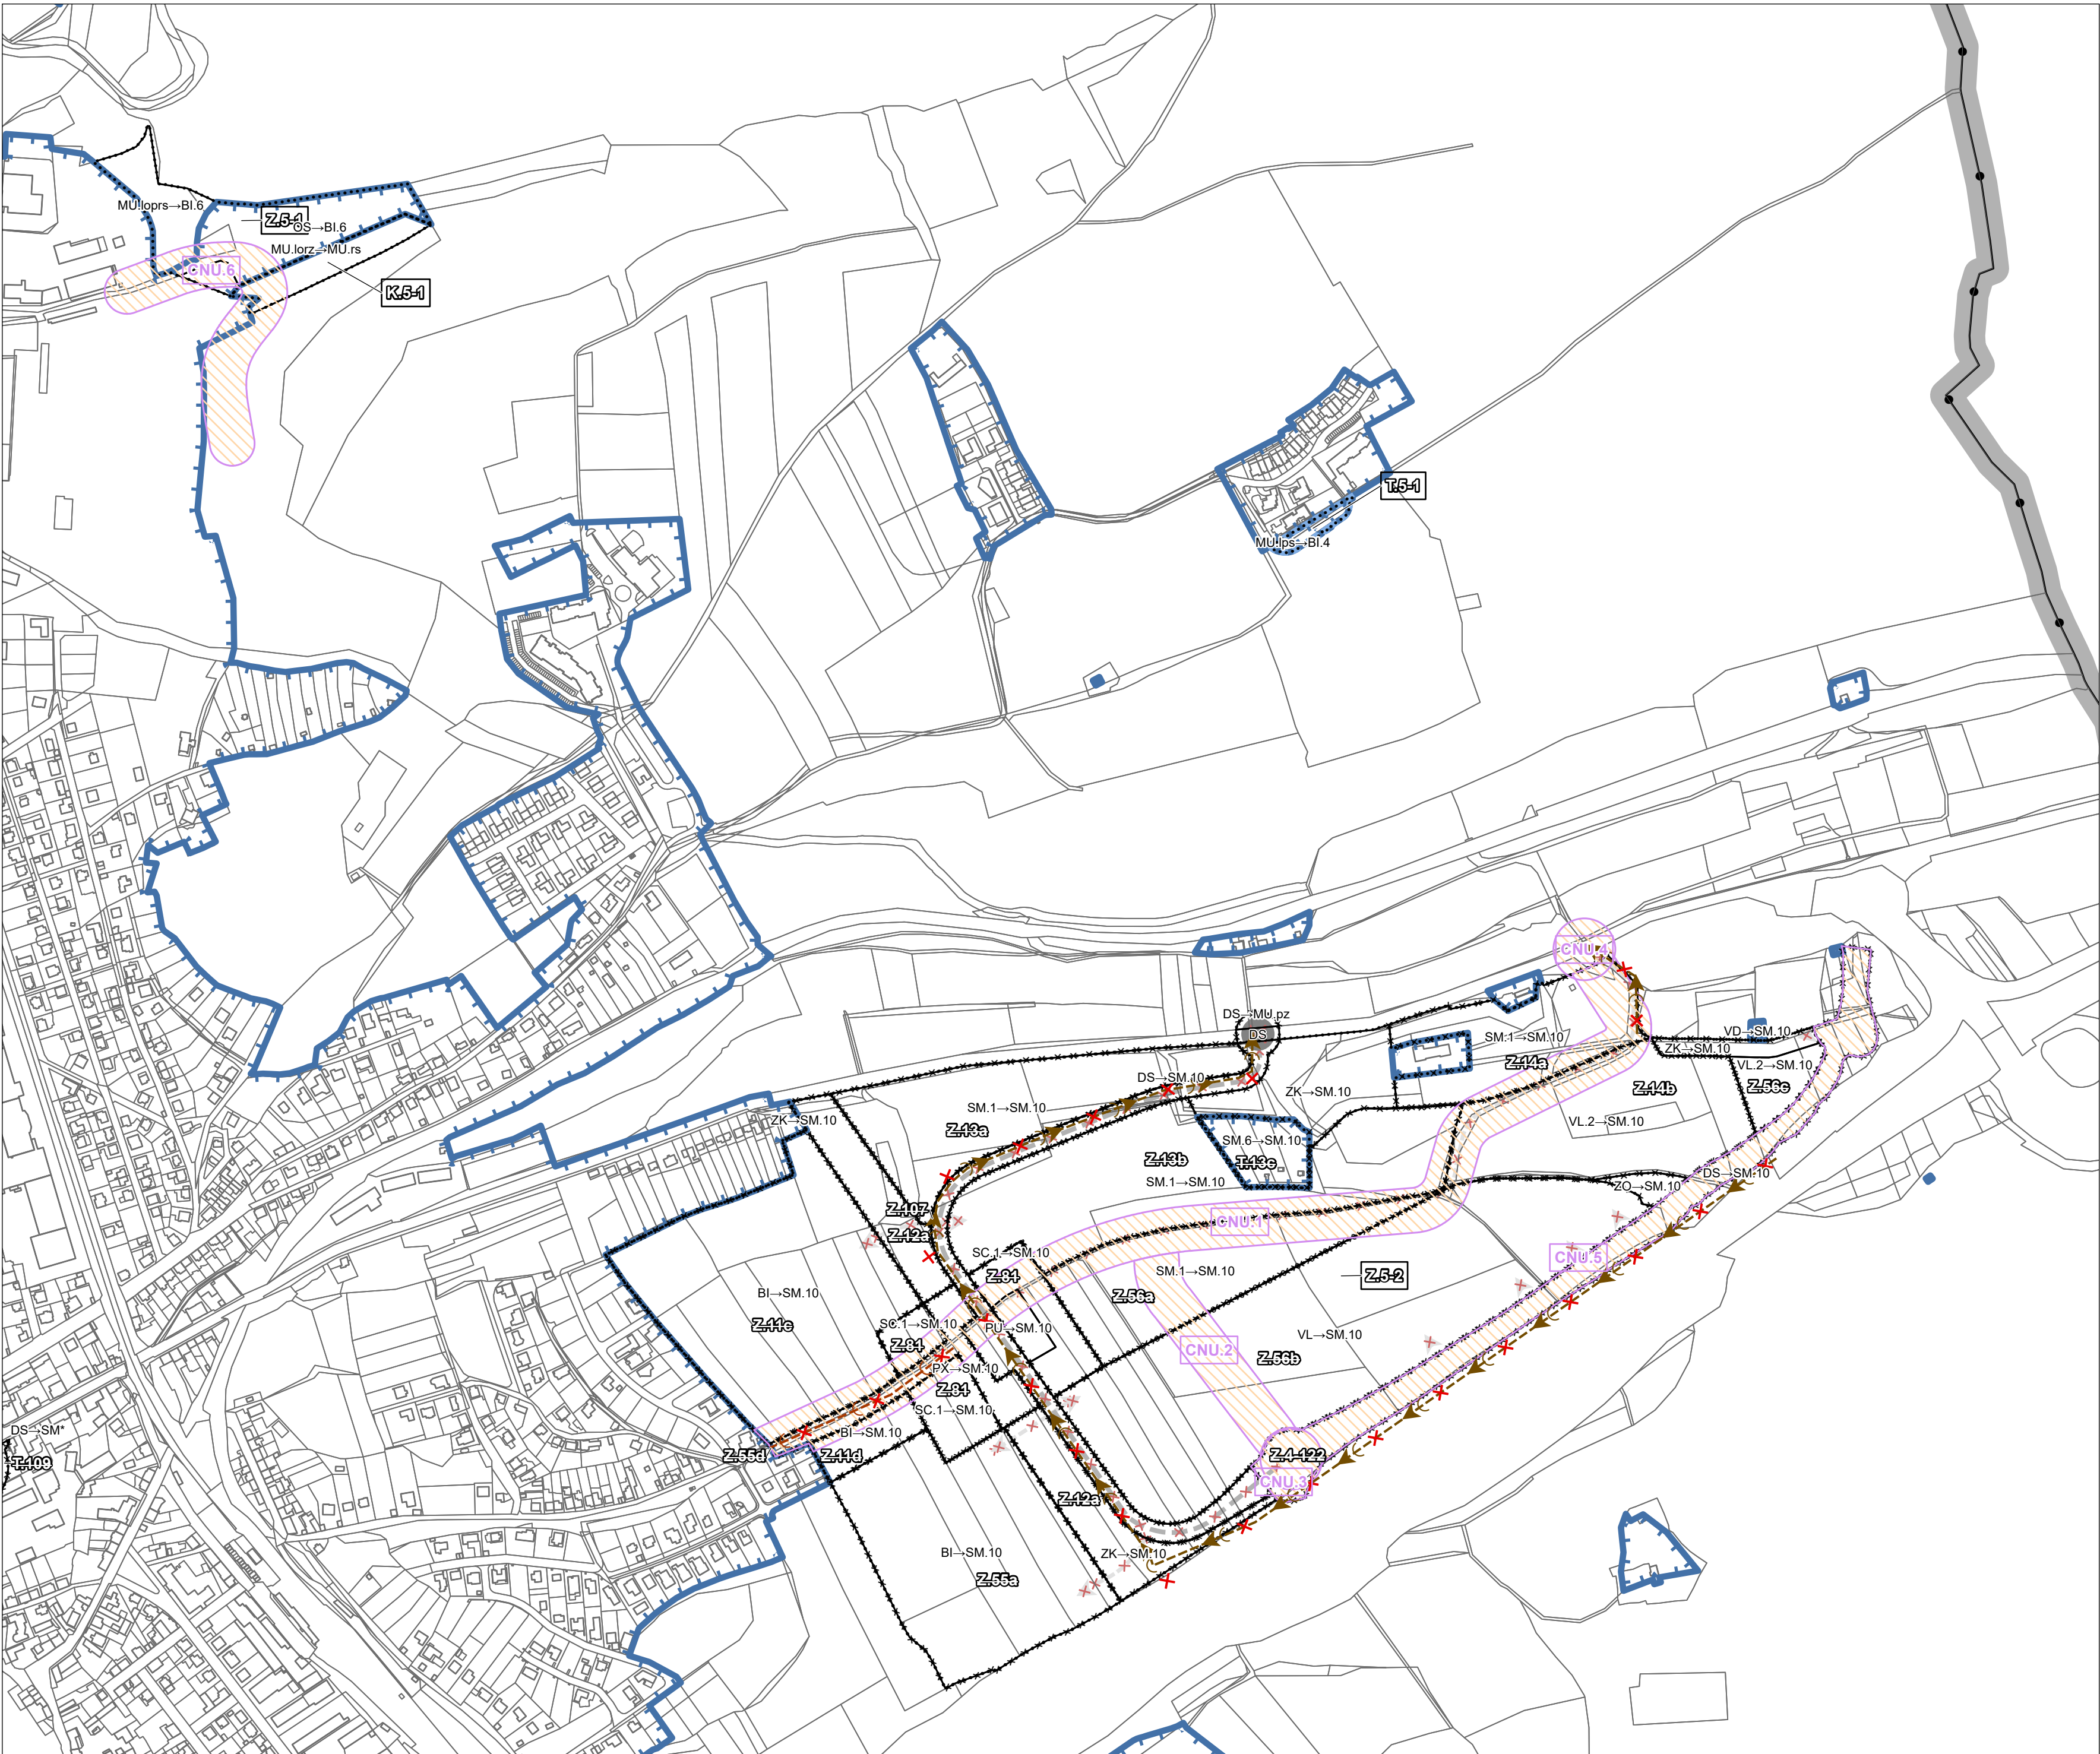 MU.loprs→BI.6
Z.5-1
OS→BI.6
MU.lorz→MU.rs
CNU.6
K.5-1
T.5-1
MU.lps→BI.4
CNU.4
DS→MU.pz
DS
SM.1→SM.10
VD→SM.10
ZK→SM.10
Z.14a
VL.2→SM.10
DS→SM.10
Z.14b
Z.56c
ZK→SM.10
SM.1→SM.10
ZK→SM.10
VL.2→SM.10
Z.13a
SM.6→SM.10
Z.13b
T.13c
DS→SM.10
SM.1→SM.10
ZO→SM.10
Z.107
CNU.1
Z.12a
SC.1→SM.10
CNU.5
SM.1→SM.10
Z.5-2
Z.81
BI→SM.10
Z.56a
SC.1→SM.10
PU→SM.10
Z.11c
VL→SM.10
Z.81
CNU.2
Z.56b
PX→SM.10
Z.81
SC.1→SM.10
DS→SM*
BI→SM.10
Z.55d
Z.11d
Z.4-122
T.109
CNU.3
Z.12a
BI→SM.10
ZK→SM.10
Z.55a